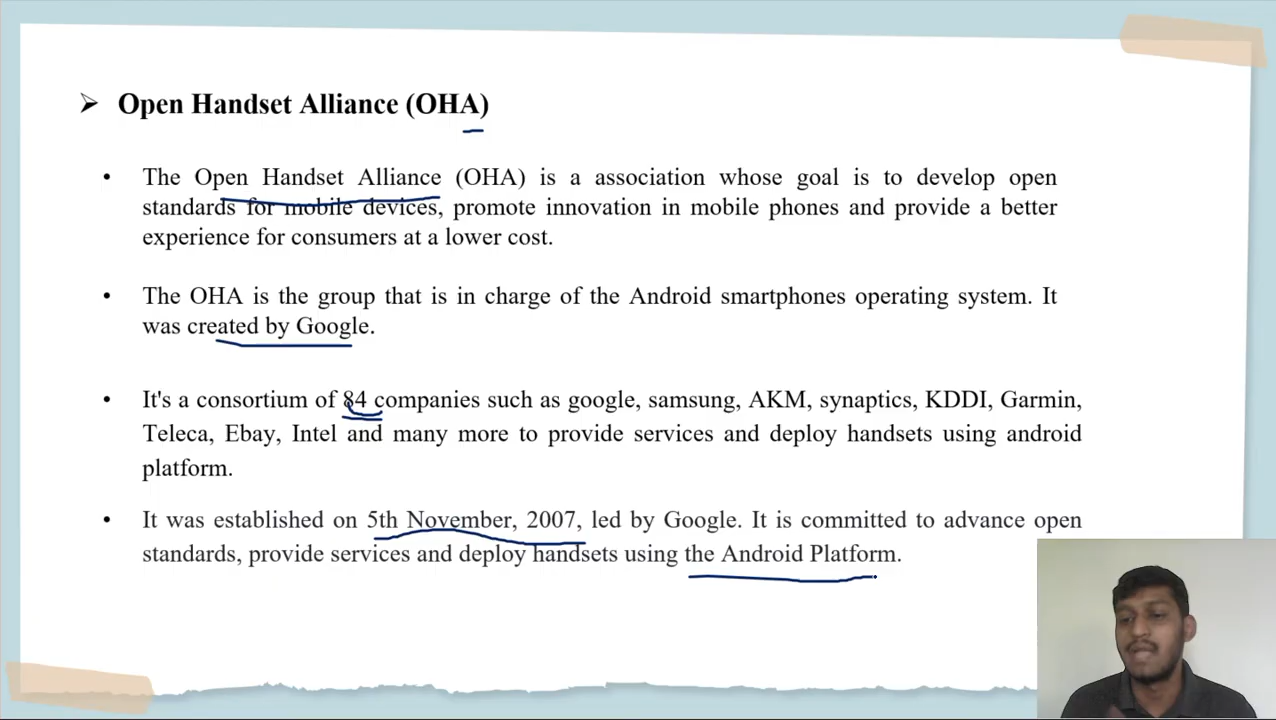 ➢ Open Handset Alliance (OHA)
• The Open Handset Alliance (OHA) is a association whose goal is to develop open
standards for mobile devices, promote innovation in mobile phones and provide a better
experience for consumers at a lower cost.
• The OHA is the group that is in charge of the Android smartphones operating system. It
was created by Google.
• It's a consortium of 84 companies such as google, samsung, AKM, synaptics, KDDI, Garmin,
Teleca, Ebay, Intel and many more to provide services and deploy handsets using android
platform.
• It was established on 5th November, 2007, led by Google. It is committed to advance open
standards, provide services and deploy handsets using the Android Platform.